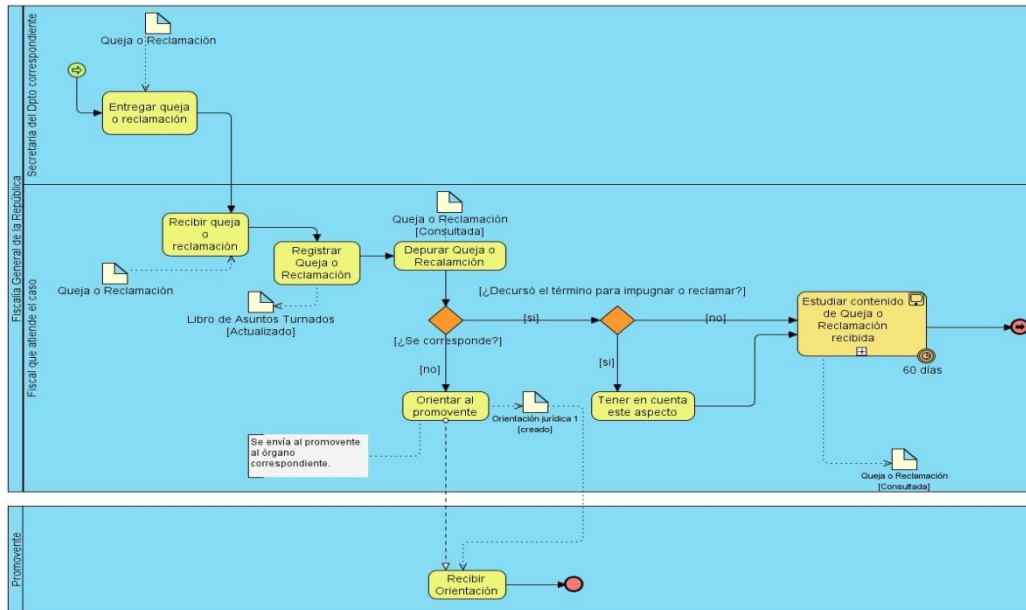 Fiscalía General de la República
Secretaria del Dpto correspondiente
Queja o Reclamación
Entregar queja
o reclamación
Fiscal que atiende el caso
Recibir queja
o
reclamación
Queja o Reclamación
Registrar
Queja o
Reclamación
Libro de Asuntos Turnados
[Actualizado]
Queja o Reclamación
[Consultada]
Depurar Queja o
Recalamción
[¿Se corresponde?]
[si]
[no]
[¿Decursó el término para impugnar o reclamar?]
[no]
[si]
Estudiar contenido
de Queja o
Reclamación
recibida
60 días
Orientar al
promovente
Orientación jurídica 1
[creado]
Tener en cuenta
este aspecto
Se envía al promovente
al órgano
correspondiente.
Queja o Reclamación
[Consultada]
Promovente
Recibir
Orientación